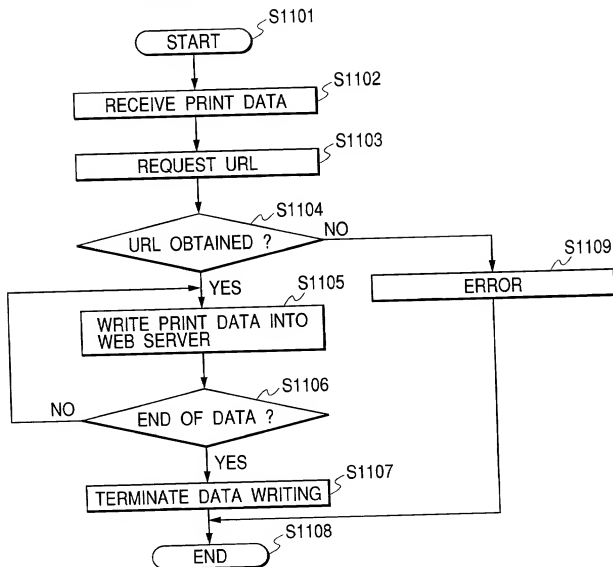 S1101
START
S1102
RECEIVE PRINT DATA
S1103
REQUEST URL
S1104
URL OBTAINED ?
NO
YES
S1109
ERROR
S1105
WRITE PRINT DATA INTO
WEB SERVER
S1106
END OF DATA ?
NO
YES
S1107
TERMINATE DATA WRITING
S1108
END